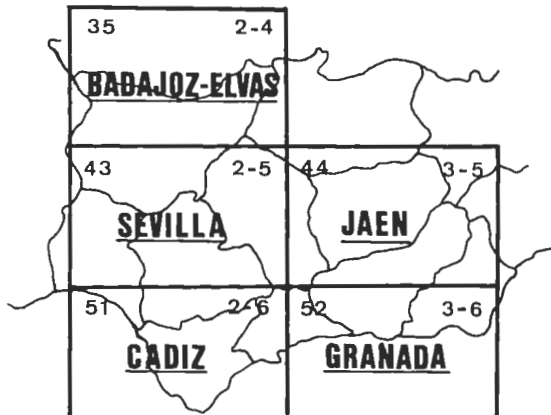 35 2-4
BADAJOZ-ELVAS
43 2-5 44 3-5
SEVILLA JAEN
51 2-6 52 3-6
CADIZ GRANADA